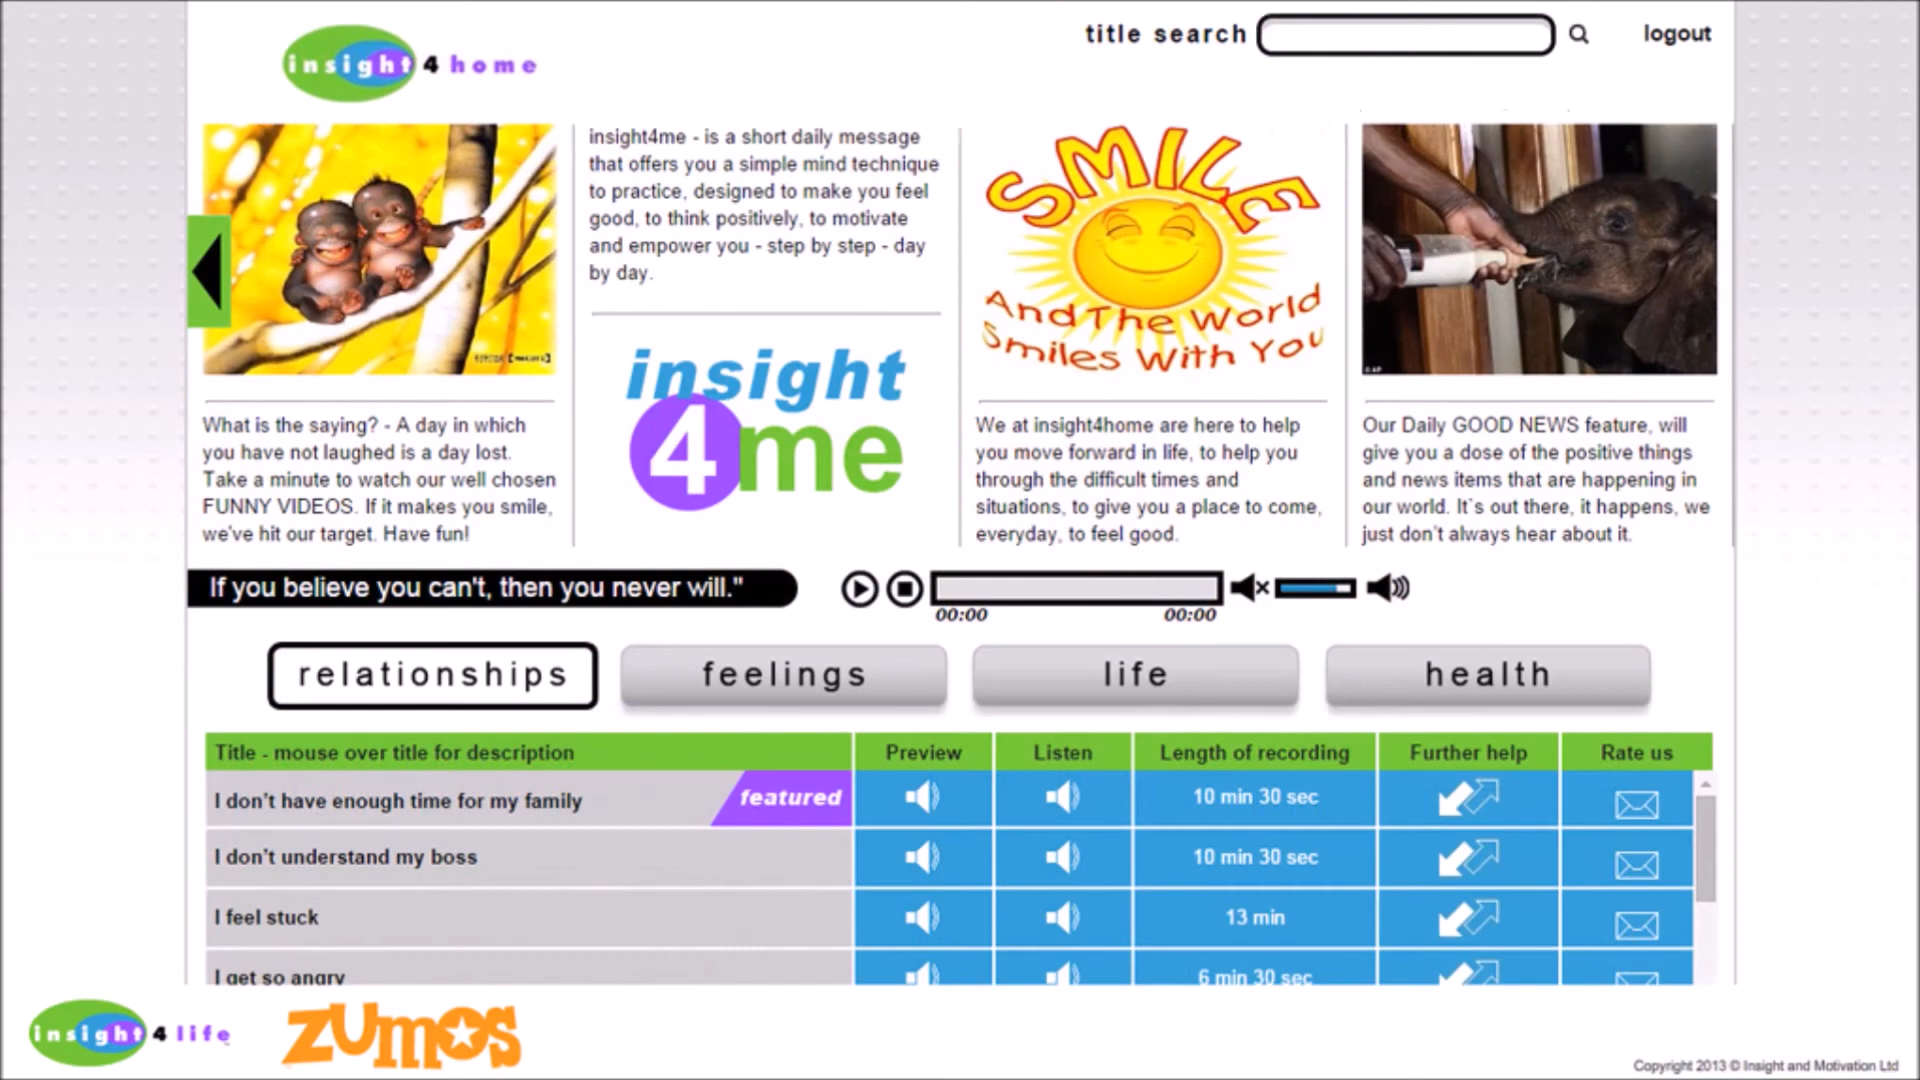 insight 4 home
title search
logout
What is the saying? - A day in which
you have not laughed is a day lost.
Take a minute to watch our well chosen
FUNNY VIDEOS. If it makes you smile,
we've hit our target. Have fun!
insight4me - is a short daily message
that offers you a simple mind technique
to practice, designed to make you feel
good, to think positively, to motivate
and empower you - step by step - day
by day.
insight
4me
SMILE
And The World
Smiles With You
We at insight4home are here to help
you move forward in life, to help you
through the difficult times and
situations, to give you a place to come,
everyday, to feel good.
Our Daily GOOD NEWS feature, will
give you a dose of the positive things
and news items that are happening in
our world. It`s out there, it happens, we
just don't always hear about it.
If you believe you can't, then you never will."
00:00 00:00
relationships feelings life health
Title - mouse over title for description Preview Listen Length of recording Further help Rate us
I don't have enough time for my family featured 10 min 30 sec
I don't understand my boss 10 min 30 sec
I feel stuck 13 min
I get so angry 6 min 30 sec
insight 4 life
ZUMOS
Copyright 2013 © Insight and Motivation Ltd